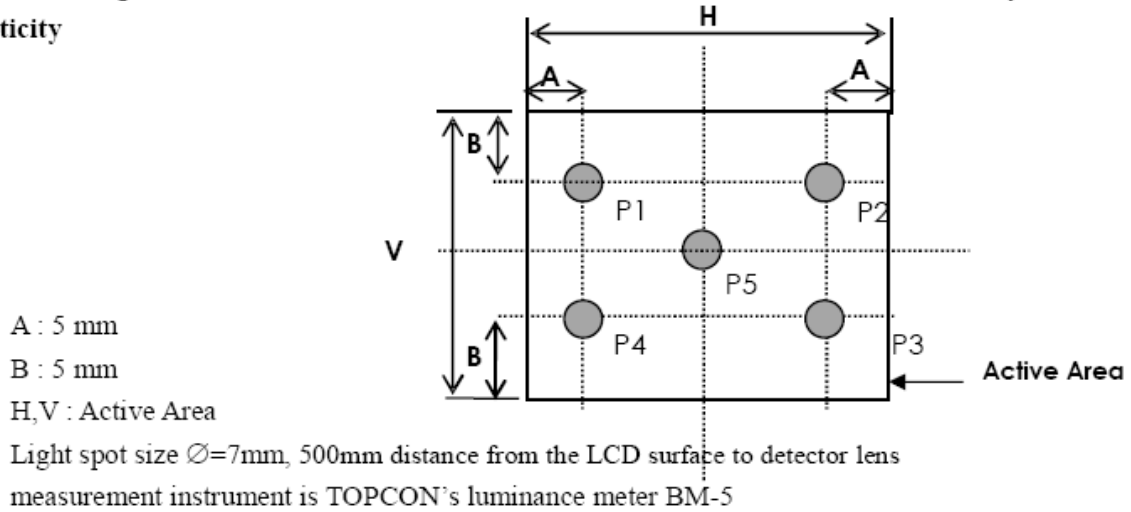 ticity
H
A
A
B
P1
P2
V
P5
A : 5 mm
B
P4
P3
B : 5 mm
Active Area
H,V : Active Area
Light spot size ∅=7mm, 500mm distance from the LCD surface to detector lens
measurement instrument is TOPCON’s luminance meter BM-5